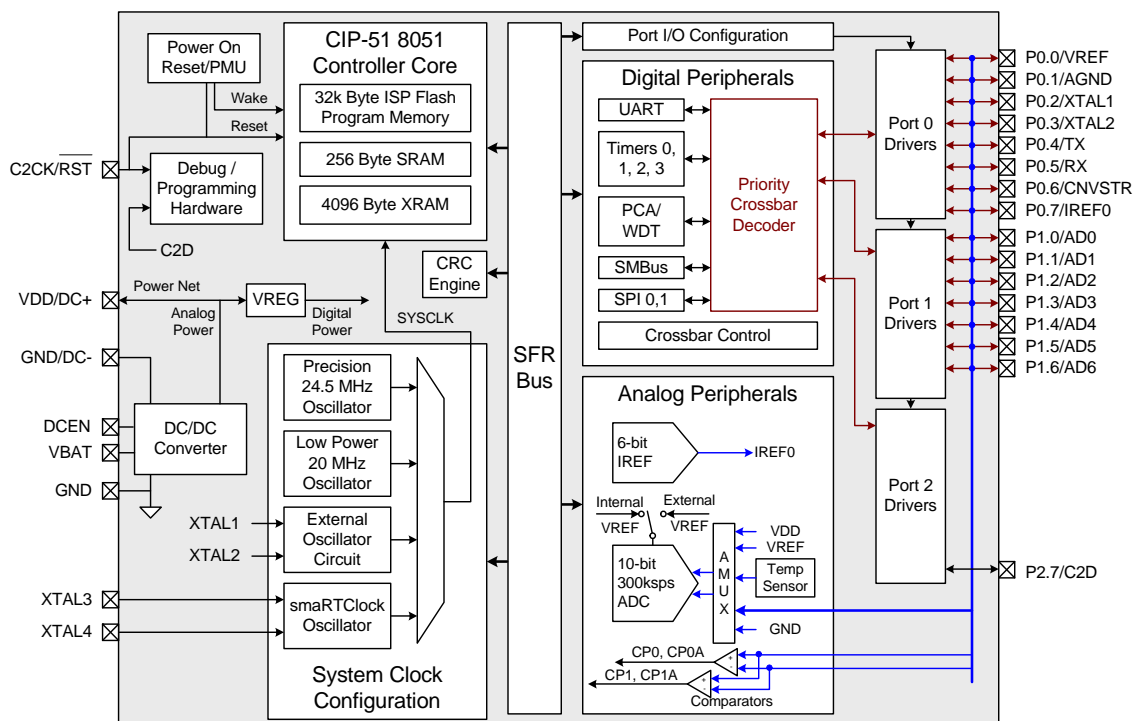 Power On
Reset/PMU
Wake
Reset
C2CK/RST
Debug /
Programming
Hardware
C2D
CIP-51 8051
Controller Core
32k Byte ISP Flash
Program Memory
256 Byte SRAM
4096 Byte XRAM
CRC
Engine
VDD/DC+
Power Net
Analog
Power
VREG
Digital
Power
SYSCLK
GND/DC-
DCEN
VBAT
GND
DC/DC
Converter
Precision
24.5 MHz
Oscillator
Low Power
20 MHz
Oscillator
XTAL1
XTAL2
External
Oscillator
Circuit
XTAL3
XTAL4
smaRTClock
Oscillator
System Clock
Configuration
SFR
Bus
Port I/O Configuration
Digital Peripherals
UART
Timers 0,
1, 2, 3
PCA/
WDT
SMBus
SPI 0,1
Priority
Crossbar
Decoder
Crossbar Control
Analog Peripherals
6-bit
IREF
IREF0
Internal
VREF
External
VREF
10-bit
300ksps
ADC
A
M
U
X
VDD
VREF
Temp
Sensor
GND
CP0, CP0A
+
-
CP1, CP1A
+
-
Comparators
Port 0
Drivers
Port 1
Drivers
Port 2
Drivers
P0.0/VREF
P0.1/AGND
P0.2/XTAL1
P0.3/XTAL2
P0.4/TX
P0.5/RX
P0.6/CNVSTR
P0.7/IREF0
P1.0/AD0
P1.1/AD1
P1.2/AD2
P1.3/AD3
P1.4/AD4
P1.5/AD5
P1.6/AD6
P2.7/C2D